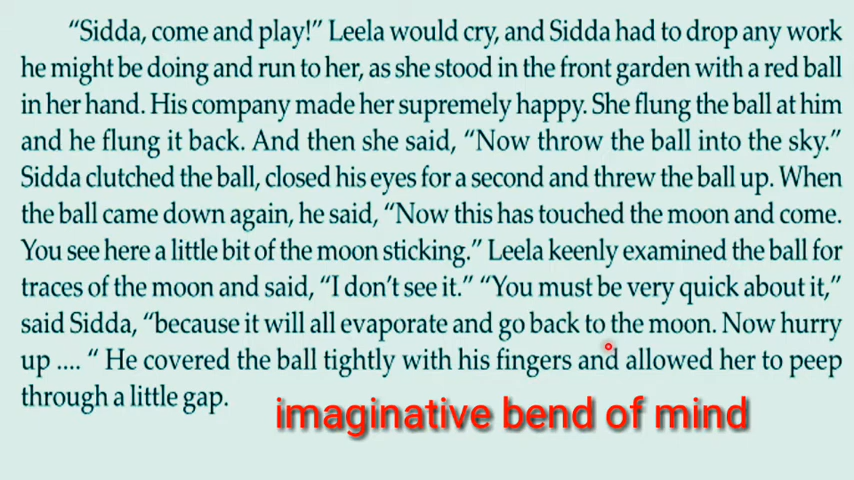 “Sidda, come and play!” Leela would cry, and Sidda had to drop any work
he might be doing and run to her, as she stood in the front garden with a red ball
in her hand. His company made her supremely happy. She flung the ball at him
and he flung it back. And then she said, “Now throw the ball into the sky.”
Sidda clutched the ball, closed his eyes for a second and threw the ball up. When
the ball came down again, he said, “Now this has touched the moon and come.
You see here a little bit of the moon sticking.” Leela keenly examined the ball for
traces of the moon and said, “I don’t see it.” “You must be very quick about it,”
said Sidda, “because it will all evaporate and go back to the moon. Now hurry
up .... “ He covered the ball tightly with his fingers and allowed her to peep
through a little gap.
imaginative bend of mind